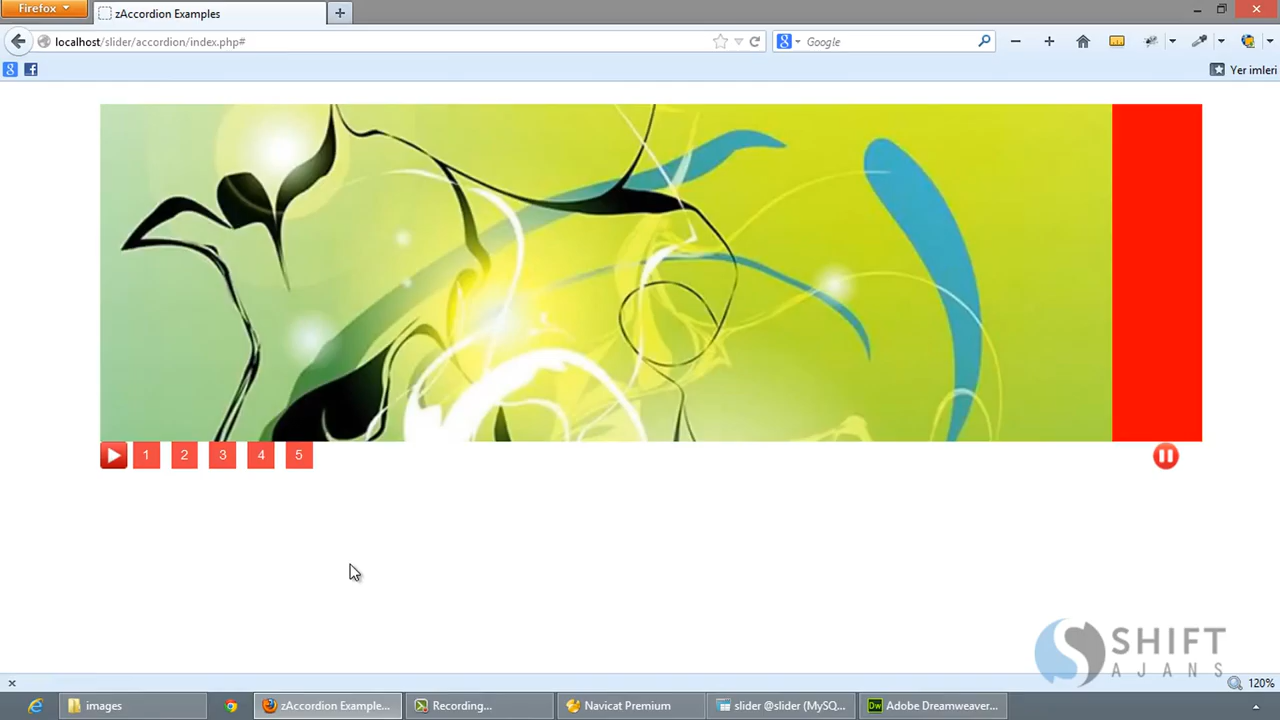 Firefox
zAccordion Examples
localhost/slider/accordion/index.php#
Google
Yer imleri
1 2 3 4 5
SHIFT
AJANS
120%
images
zAccordion Example...
Recording...
Navicat Premium
slider @slider (MySQ...
Adobe Dreamweaver...